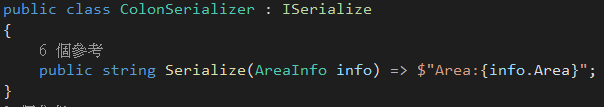 public class ColonSerializer : ISerialize
{
6 個參考
public string Serialize(AreaInfo info) => $"Area:{info.Area}";
}